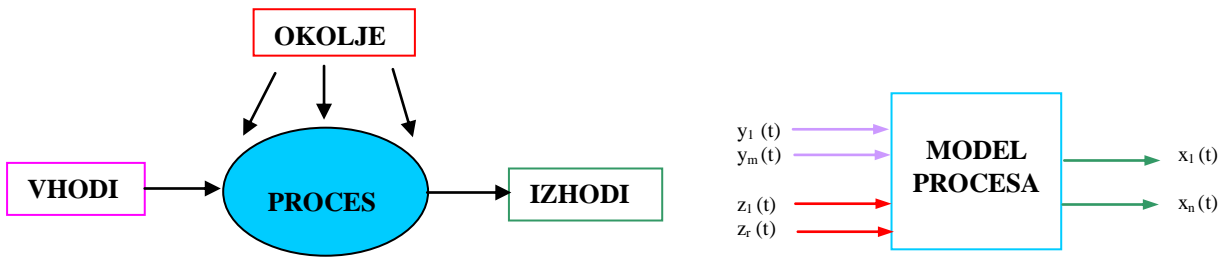 OKOLJE
VHODI
PROCES
IZHODI
y₁ (t)
yₘ(t)
z₁(t)
zᵣ (t)
MODEL
PROCESA
x₁(t)
xₙ(t)